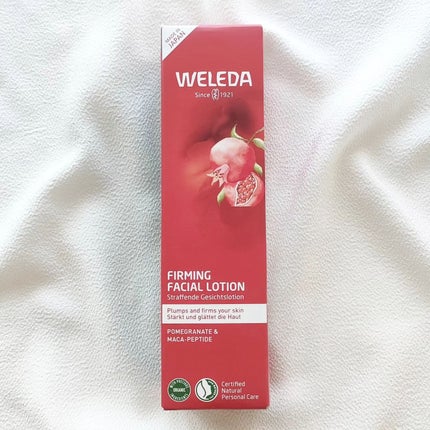 MADE IN
JAPAN
WELEDA
Since 1921
FIRMING
FACIAL LOTION
Straffende Gesichtslotion
Plumps and firms your skin
Stärkt und glättet die Haut
POMEGRANATE &
MACA-PEPTIDE
ORGANIC
Certified
Natural
Personal Care